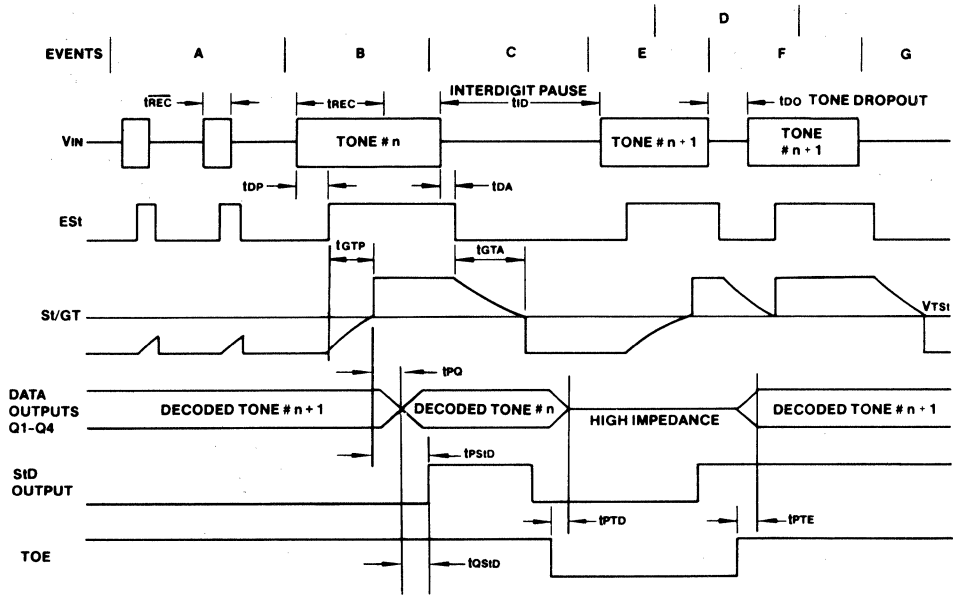 D
EVENTS A B C E F G
INTERDIGIT PAUSE
tREC tREC tID tDO TONE DROPOUT
VIN TONE # n TONE # n + 1 TONE # n + 1
tDP tDA
ESt
tGTP tGTA
St/GT VTSt
tPQ
DATA OUTPUTS Q1-Q4
DECODED TONE # n + 1 DECODED TONE # n HIGH IMPEDANCE DECODED TONE # n + 1
tPStD
StD OUTPUT
tPTD tPTE
TOE
tQStD